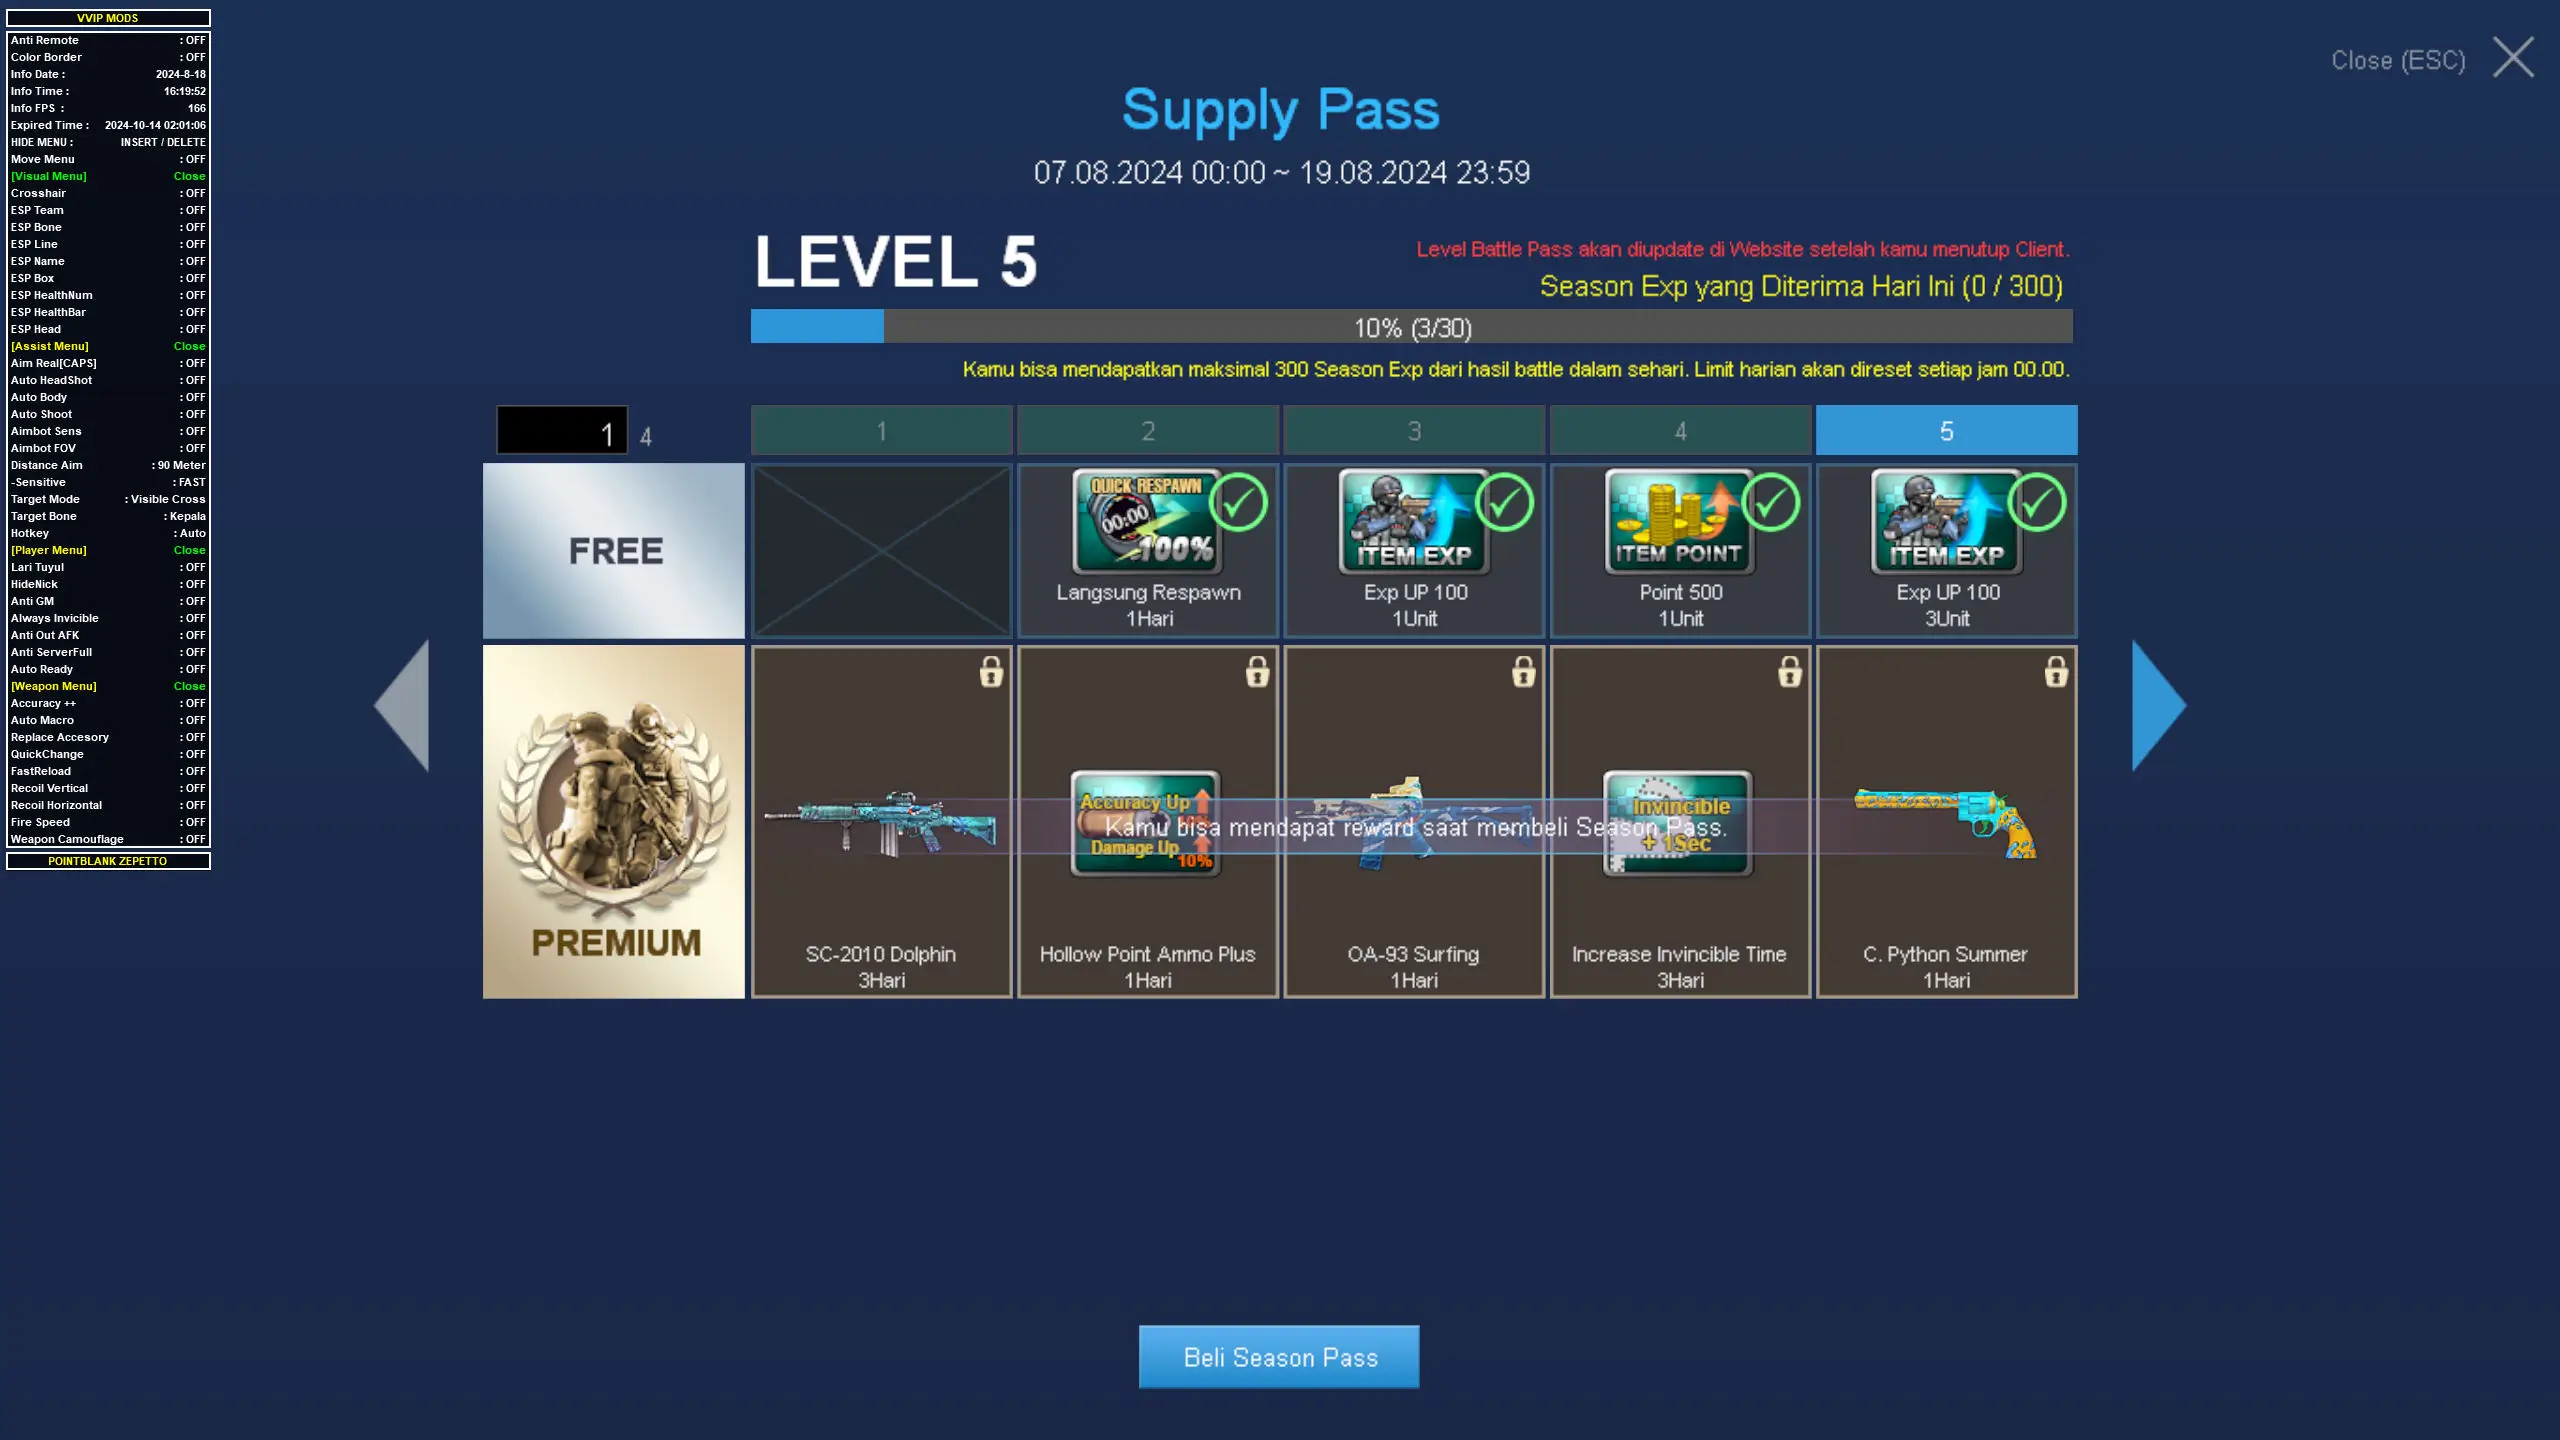 VVIP MODS
Anti Remote : OFF
Color Border : OFF
Info Date : 2024-8-18
Info Time : 16:19:52
Info FPS : 166
Expired Time : 2024-10-14 02:01:06
HIDE MENU : INSERT / DELETE
Move Menu : OFF
[Visual Menu] Close
Crosshair : OFF
ESP Team : OFF
ESP Bone : OFF
ESP Line : OFF
ESP Name : OFF
ESP Box : OFF
ESP HealthNum : OFF
ESP HealthBar : OFF
ESP Head : OFF
[Assist Menu] Close
Aim Real[CAPS] : OFF
Auto HeadShot : OFF
Auto Body : OFF
Auto Shoot : OFF
Aimbot Sens : OFF
Aimbot FOV : OFF
Distance Aim : 90 Meter
-Sensitive : FAST
Target Mode : Visible Cross
Target Bone : Kepala
Hotkey : Auto
[Player Menu] Close
Lari Tuyul : OFF
HideNick : OFF
Anti GM : OFF
Always Invicible : OFF
Anti Out AFK : OFF
Anti ServerFull : OFF
Auto Ready : OFF
[Weapon Menu] Close
Accuracy ++ : OFF
Auto Macro : OFF
Replace Accesory : OFF
QuickChange : OFF
FastReload : OFF
Recoil Vertical : OFF
Recoil Horizontal : OFF
Fire Speed : OFF
Weapon Camouflage : OFF
POINTBLANK ZEPETTO
Close (ESC)
Supply Pass
07.08.2024 00:00 ~ 19.08.2024 23:59
LEVEL 5
Level Battle Pass akan diupdate di Website setelah kamu menutup Client.
Season Exp yang Diterima Hari Ini (0 / 300)
10% (3/30)
Kamu bisa mendapatkan maksimal 300 Season Exp dari hasil battle dalam sehari. Limit harian akan direset setiap jam 00.00.
1 4
1 2 3 4 5
FREE
QUICK RESPAWN
00:00
100%
Langsung Respawn
1Hari
ITEM EXP
Exp UP 100
1Unit
ITEM POINT
Point 500
1Unit
ITEM EXP
Exp UP 100
3Unit
PREMIUM
SC-2010 Dolphin
3Hari
Accuracy Up
Damage Up
10%
Hollow Point Ammo Plus
1Hari
OA-93 Surfing
1Hari
Invincible
+ 1Sec
Increase Invincible Time
3Hari
C. Python Summer
1Hari
Kamu bisa mendapat reward saat membeli Season Pass.
Beli Season Pass